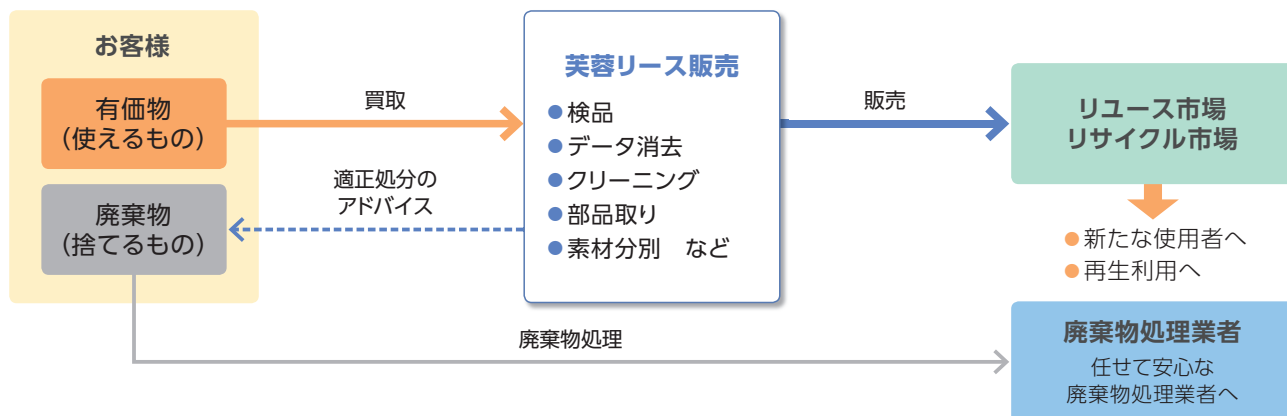 お客様
有価物
（使えるもの）
廃棄物
（捨てるもの）
買取
適正処分の
アドバイス
芙蓉リース販売
●検品
●データ消去
●クリーニング
●部品取り
●素材分別　など
販売
リユース市場
リサイクル市場
●新たな使用者へ
●再生利用へ
廃棄物処理
廃棄物処理業者
任せて安心な
廃棄物処理業者へ